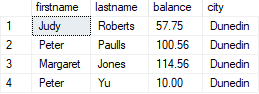 firstname lastname balance city
1 Judy Roberts 57.75 Dunedin
2 Peter Paulls 100.56 Dunedin
3 Margaret Jones 114.56 Dunedin
4 Peter Yu 10.00 Dunedin